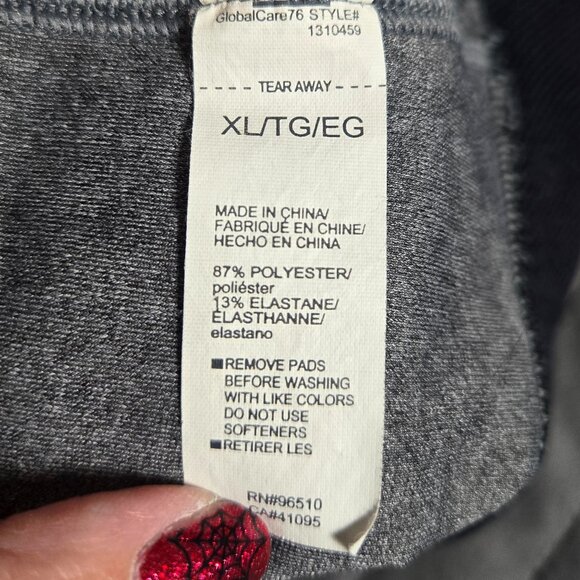 GlobalCare76 STYLE#
1310459
TEAR AWAY
XL/TG/EG
MADE IN CHINA/
FABRIQUÉ EN CHINE/
HECHO EN CHINA
87% POLYESTER/
poliéster
13% ELASTANE/
ÉLASTHANNE/
elastano
REMOVE PADS
BEFORE WASHING
WITH LIKE COLORS
DO NOT USE
SOFTENERS
RETIRER LES
RN#96510
CA#41095